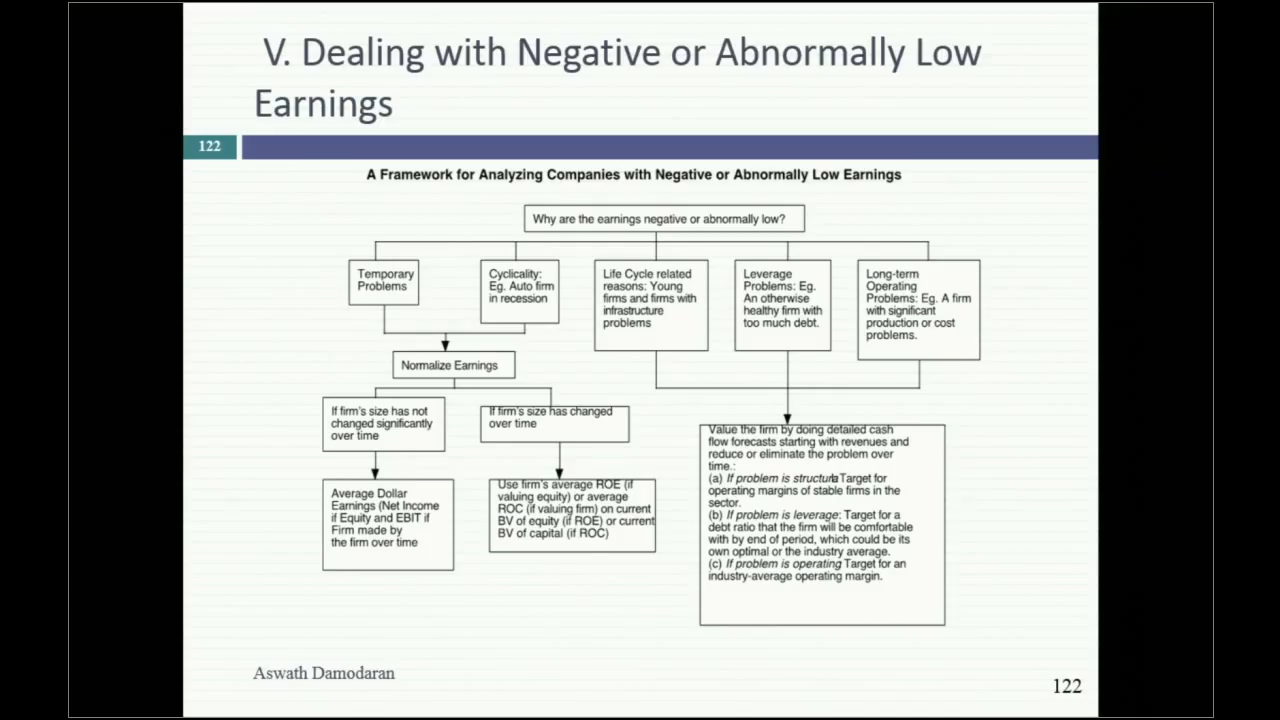 V. Dealing with Negative or Abnormally Low
Earnings
122
A Framework for Analyzing Companies with Negative or Abnormally Low Earnings
Why are the earnings negative or abnormally low?
Temporary
Problems
Cyclicality:
Eg. Auto firm
in recession
Life Cycle related
reasons: Young
firms and firms with
infrastructure
problems
Leverage
Problems: Eg.
An otherwise
healthy firm with
too much debt.
Long-term
Operating
Problems: Eg. A firm
with significant
production or cost
problems.
Normalize Earnings
If firm's size has not
changed significantly
over time
If firm's size has changed
over time
Average Dollar
Earnings (Net Income
if Equity and EBIT if
Firm made by
the firm over time
Use firm's average ROE (if
valuing equity) or average
ROC (if valuing firm) on current
BV of equity (if ROE) or current
BV of capital (if ROC)
Value the firm by doing detailed cash
flow forecasts starting with revenues and
reduce or eliminate the problem over
time.:
(a) If problem is structural: Target for
operating margins of stable firms in the
sector.
(b) If problem is leverage: Target for a
debt ratio that the firm will be comfortable
with by end of period, which could be its
own optimal or the industry average.
(c) If problem is operating Target for an
industry-average operating margin.
Aswath Damodaran
122